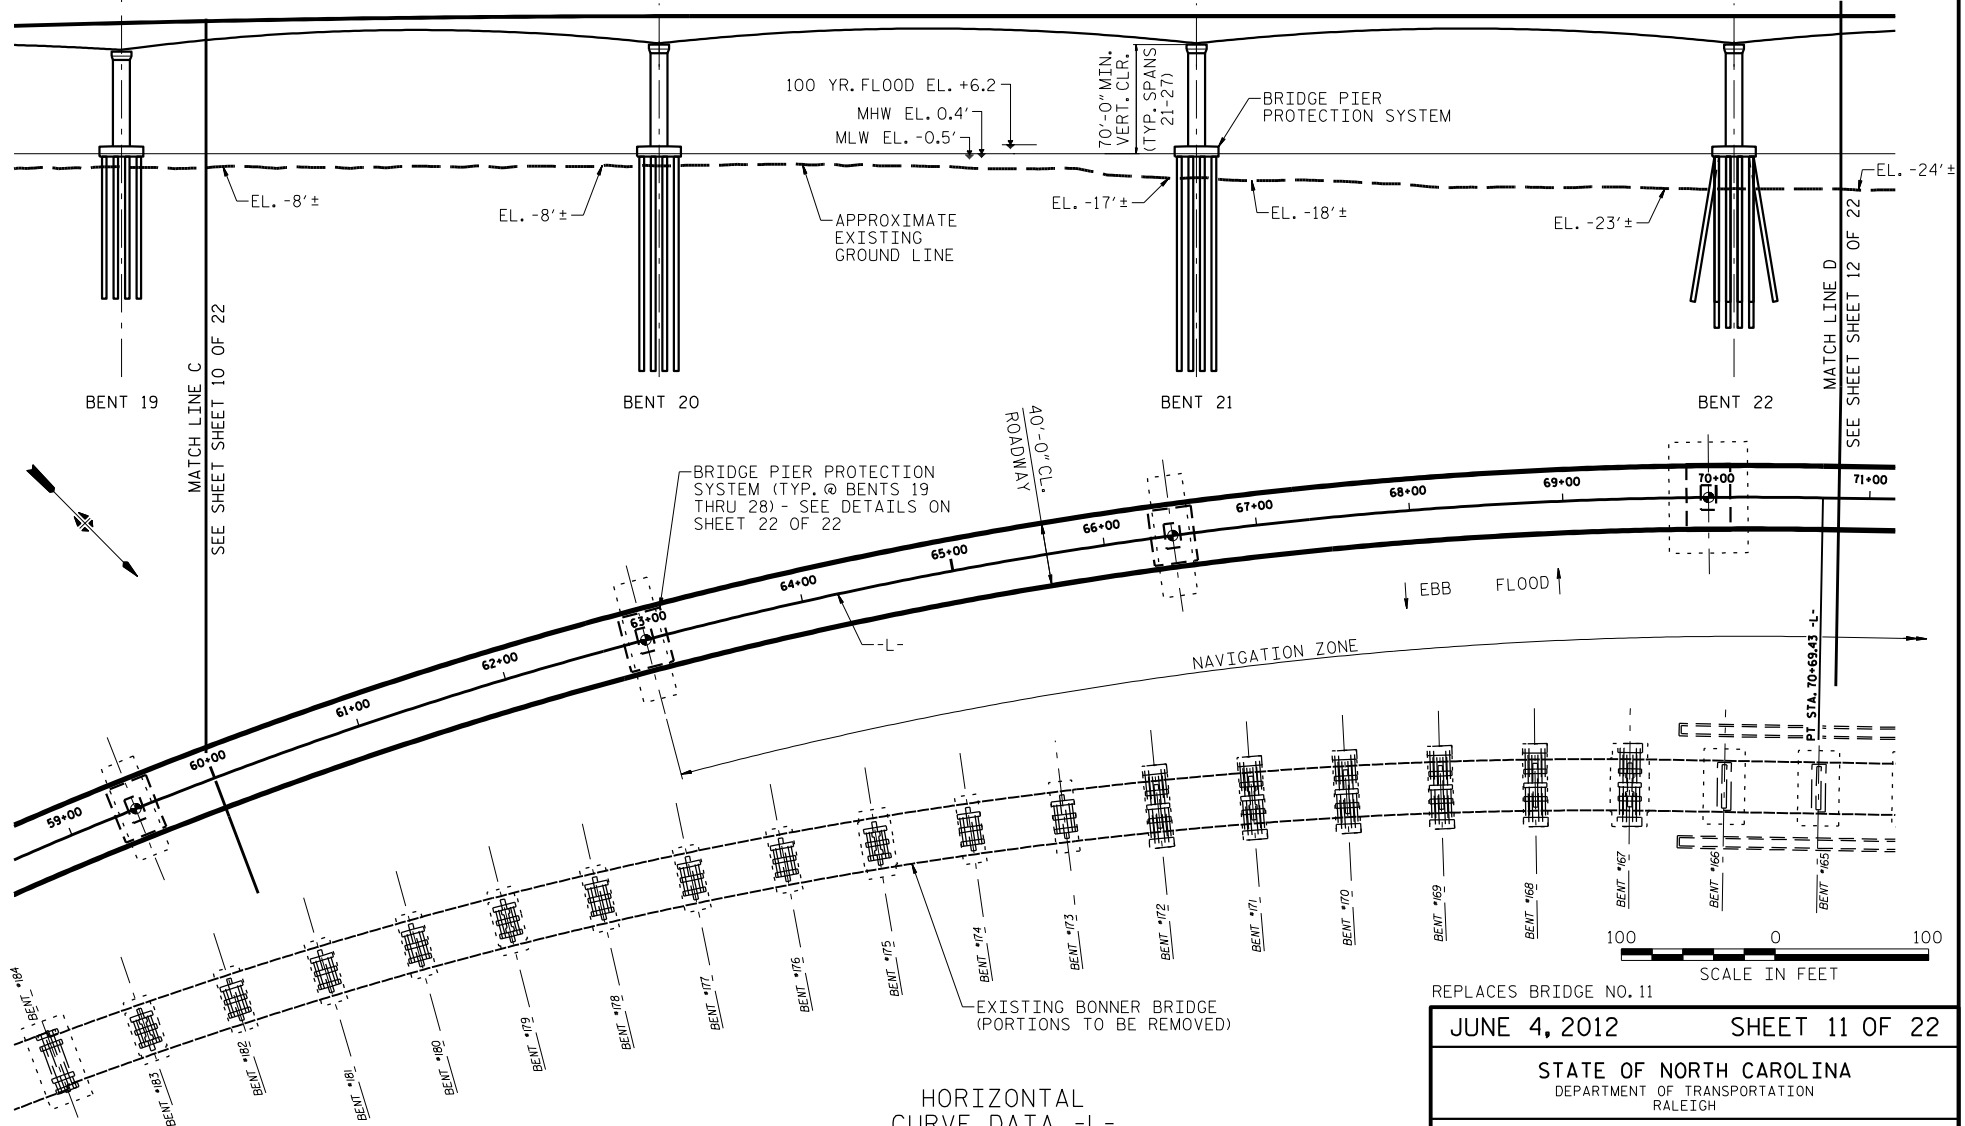 100 YR. FLOOD EL. +6.2
MHW EL. 0.4'
MLW EL. -0.5'
70'-0" MIN.
VERT. CLR.
(TYP. SPANS
21-27)
BRIDGE PIER
PROTECTION SYSTEM
EL. -8'±
EL. -8'±
APPROXIMATE
EXISTING
GROUND LINE
EL. -17'±
EL. -18'±
EL. -23'±
EL. -24'±
BENT 19
BENT 20
BENT 21
BENT 22
MATCH LINE C
SEE SHEET SHEET 10 OF 22
MATCH LINE D
SEE SHEET SHEET 12 OF 22
BRIDGE PIER PROTECTION
SYSTEM (TYP. @ BENTS 19
THRU 28) - SEE DETAILS ON
SHEET 22 OF 22
40'-0" CL.
ROADWAY
59+00
60+00
61+00
62+00
63+00
64+00
65+00
66+00
67+00
68+00
69+00
70+00
71+00
-L-
EBB
FLOOD
NAVIGATION ZONE
PT STA. 70+69.43 -L-
BENT #184
BENT #183
BENT #182
BENT #181
BENT #180
BENT #179
BENT #178
BENT #177
BENT #176
BENT #175
BENT #174
BENT #173
BENT #172
BENT #171
BENT #170
BENT #169
BENT #168
BENT #167
BENT #166
BENT #165
EXISTING BONNER BRIDGE
(PORTIONS TO BE REMOVED)
100 0 100
SCALE IN FEET
REPLACES BRIDGE NO. 11
JUNE 4, 2012 SHEET 11 OF 22
STATE OF NORTH CAROLINA
DEPARTMENT OF TRANSPORTATION
RALEIGH
HORIZONTAL
CURVE DATA -L-